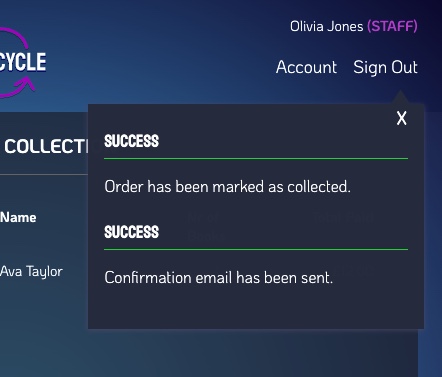 Olivia Jones (STAFF)
CYCLE
Account Sign Out
X
COLLECT
SUCCESS
Order has been marked as collected.
Name
SUCCESS
Ava Taylor
Confirmation email has been sent.